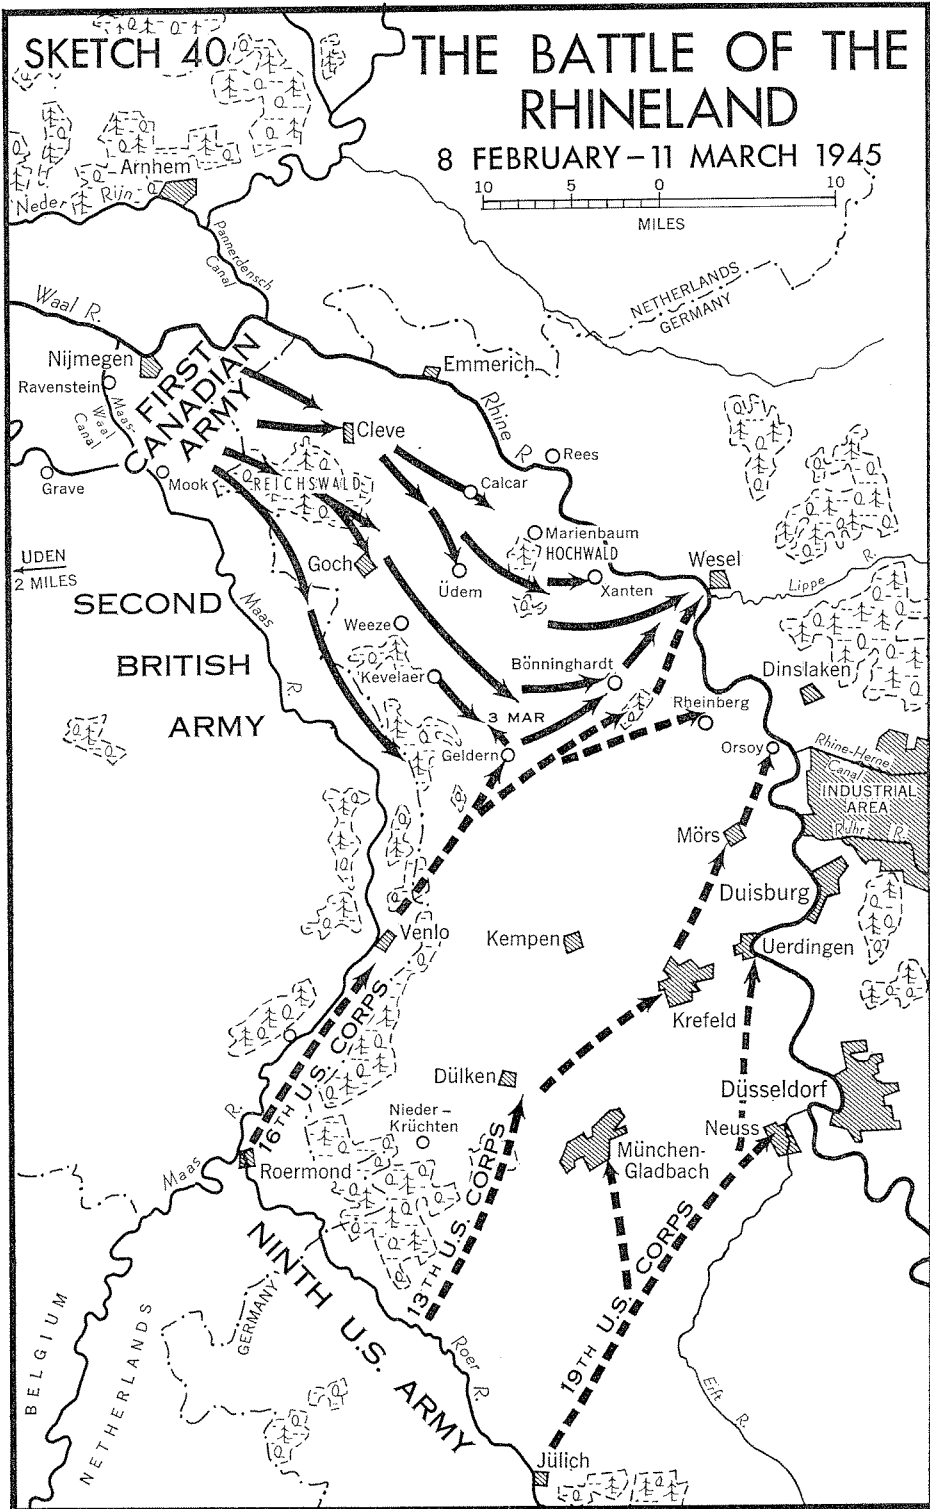 SKETCH 40
THE BATTLE OF THE
RHINELAND
8 FEBRUARY – 11 MARCH 1945
10 5 0 10
MILES
Arnhem
Neder Rijn
Pannerdensch
Canal
NETHERLANDS
GERMANY
Waal R.
Nijmegen
Ravenstein
Maas-
Waal
Canal
FIRST
CANADIAN
ARMY
Emmerich
Rhine R.
Cleve
Rees
Grave
Mook
REICHSWALD
Calcar
Marienbaum
HOCHWALD
Wesel
Lippe R.
UDEN
2 MILES
Goch
Üdem
Xanten
SECOND
BRITISH
ARMY
Maas R.
Weeze
Kevelaer
Bönninghardt
Dinslaken
3 MAR
Rheinberg
Geldern
Orsoy
Rhine-Herne
Canal
INDUSTRIAL
AREA
Ruhr R.
Mörs
Duisburg
Venlo
Kempen
Uerdingen
16TH U.S. CORPS
Krefeld
Dülken
Düsseldorf
Nieder-
Krüchten
Neuss
Maas R.
Roermond
München-
Gladbach
13TH U.S. CORPS
19TH U.S. CORPS
NINTH U.S. ARMY
BELGIUM
NETHERLANDS
GERMANY
Roer R.
Erft R.
Jülich